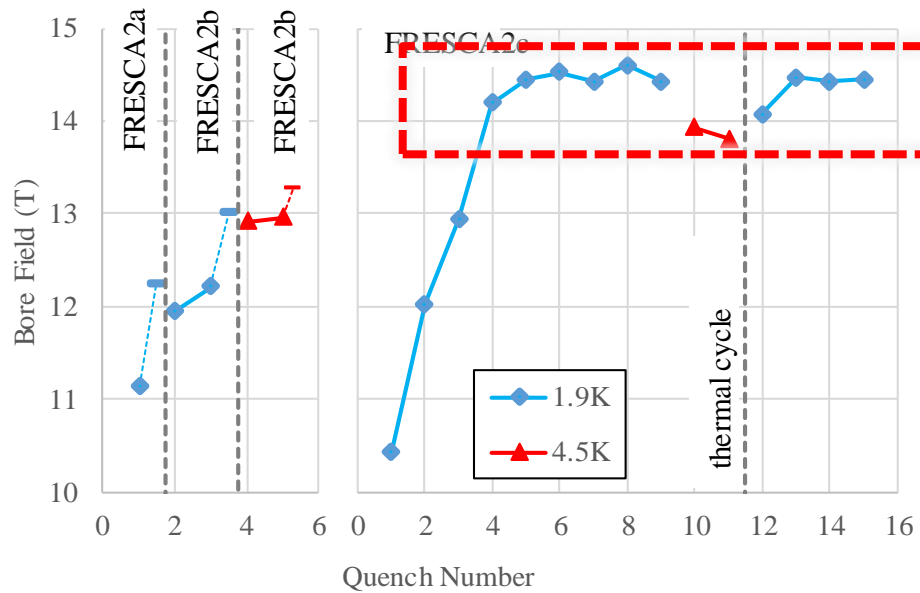 FRESCA2a
FRESCA2b
FRESCA2b
FRESCA2c
15
14
13
12
11
10
Bore Field (T)
0 2 4 6
0 2 4 6 8 10 12 14 16
Quench Number
1.9K
4.5K
thermal cycle